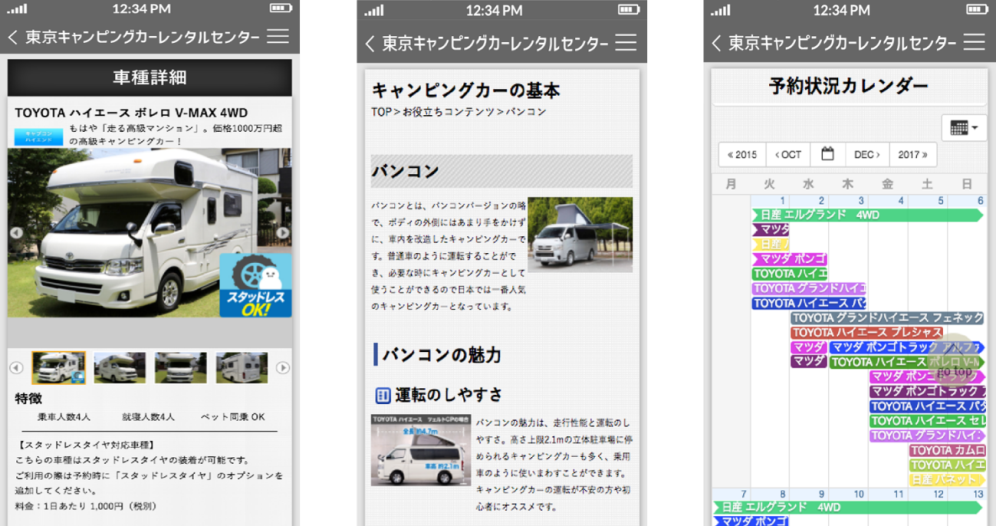 12:34 PM
東京キャンピングカーレンタルセンター
車種詳細
TOYOTA ハイエース ボレロ V-MAX 4WD
もはや「走る高級マンション」。価格1000万円超
の高級キャンピングカー！
スタッドレス
OK!
特徴
乗車人数4人 就寝人数4人 ペット同乗 OK
【スタッドレスタイヤ対応車種】
こちらの車種はスタッドレスタイヤの装着が可能です。
ご利用の際は予約時に「スタッドレスタイヤ」のオプションを
追加してください。
料金：1日あたり 1,000円（税別）
12:34 PM
東京キャンピングカーレンタルセンター
キャンピングカーの基本
TOP＞お役立ちコンテンツ＞バンコン
バンコン
バンコンとは、バンコンバージョンの略
で、ボディの外側にはあまり手をかけず
に、車内を改造したキャンピングカーで
す。普通車のように運転することがで
き、必要な時にキャンピングカーとして
使うことができるので日本では一番人気
のキャンピングカーとなっています。
バンコンの魅力
運転のしやすさ
バンコンの魅力は、走行性能と運転のし
やすさ。高さ上限2.1mの立体駐車場に停
められるキャンピングカーも多く、乗用
車のように使いまわすことができます。
キャンピングカーの運転が不安の方や初
心者にオススメです。
12:34 PM
東京キャンピングカーレンタルセンター
予約状況カレンダー
« 2015 ‹ OCT DEC › 2017 »
月 火 水 木 金 土 日
1 2 3 4 5 6
日産 エルグランド 4WD
マツダ
日産
マツダ ボンゴ
TOYOTA ハイエ
TOYOTA グランドハイエ
TOYOTA ハイエース バク
TOYOTA グランドハイエース フェネック
TOYOTA ハイエース プレシャス
マツダ マツダ ボンゴトラック アルファ
マツダ TOYOTA ハイエース ボレロ V-M
go top
マツダ ボンゴトラック
マツダ ボンゴトラック ア
TOYOTA ハイエース バク
TOYOTA ハイエース セレ
TOYOTA グランドハイエ
TOYOTA カムロ
TOYOTA ハイエ
日産 バネット
7 8 9 10 11 12 13
日産 エルグランド 4WD
マツダ ボンゴ